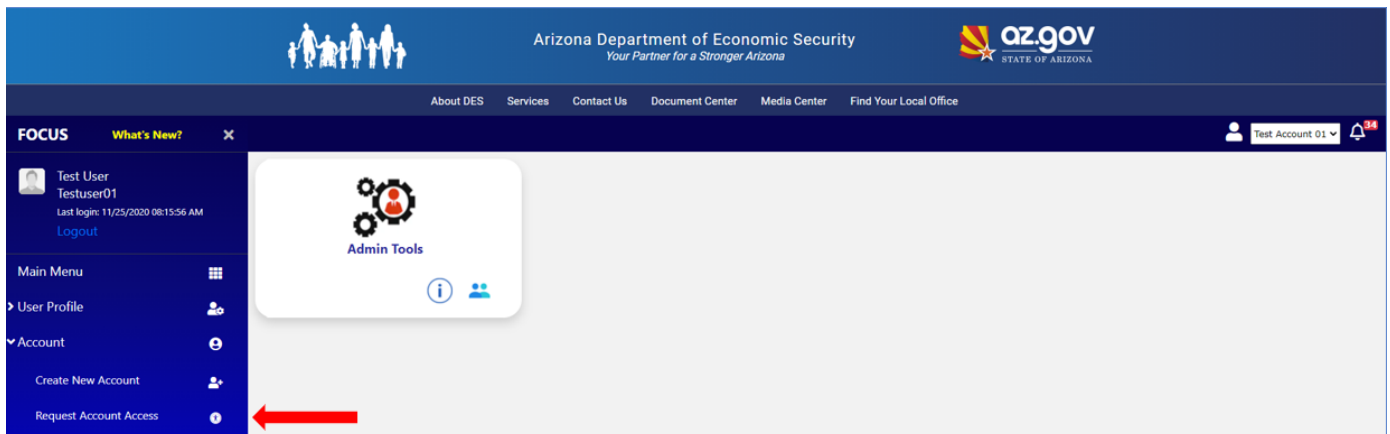 Arizona Department of Economic Security
Your Partner for a Stronger Arizona
az.gov
STATE OF ARIZONA
About DES Services Contact Us Document Center Media Center Find Your Local Office
FOCUS What's New? ×
Test Account 01
34
Test User
Testuser01
Last login: 11/25/2020 08:15:56 AM
Logout
Admin Tools
i
Main Menu
User Profile
Account
Create New Account
Request Account Access